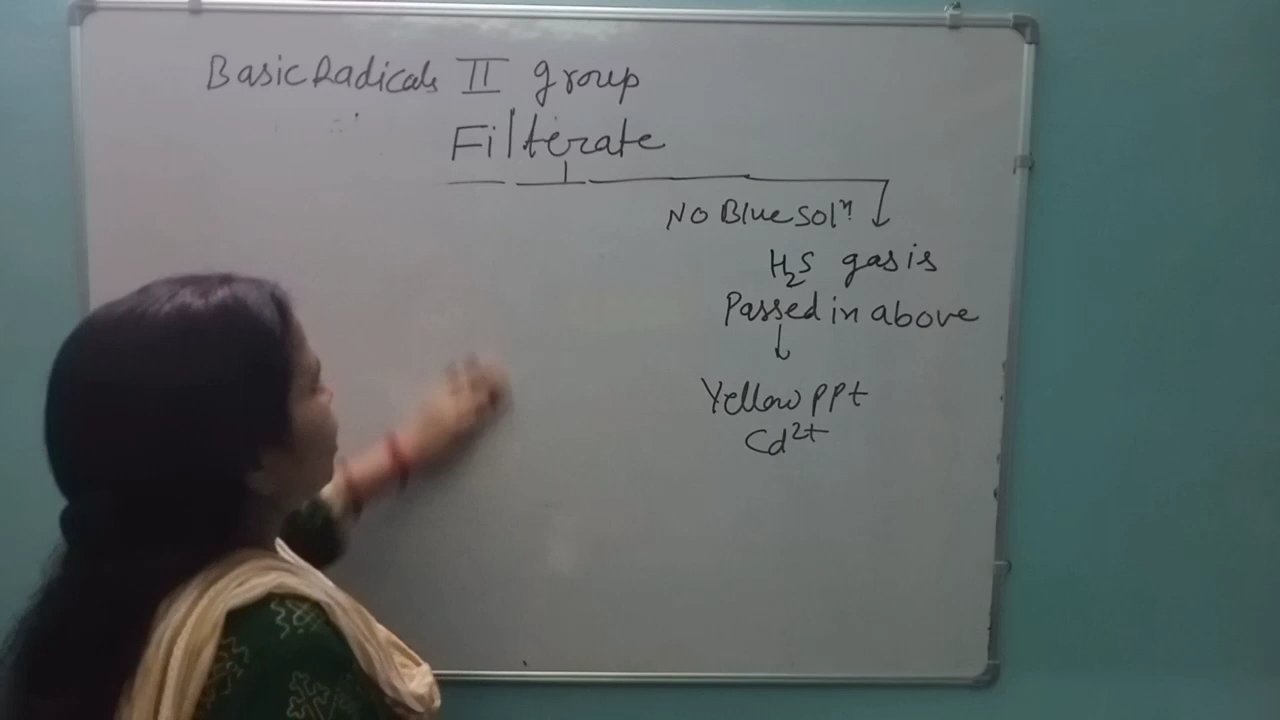 Basic Radicals II group
Filterate
No Blue Solⁿ.
H₂S gas is
Passed in above
Yellow PPt
Cd²⁺